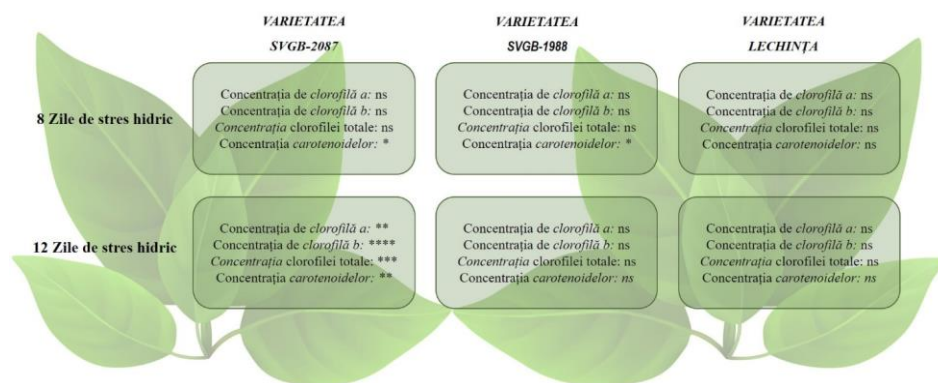 VARIETATEA
SVGB-2087
VARIETATEA
SVGB-1988
VARIETATEA
LECHINȚA
8 Zile de stres hidric
Concentrația de clorofilă a: ns
Concentrația de clorofilă b: ns
Concentrația clorofilei totale: ns
Concentrația carotenoidelor: *
Concentrația de clorofilă a: ns
Concentrația de clorofilă b: ns
Concentrația clorofilei totale: ns
Concentrația carotenoidelor: *
Concentrația de clorofilă a: ns
Concentrația de clorofilă b: ns
Concentrația clorofilei totale: ns
Concentrația carotenoidelor: ns
12 Zile de stres hidric
Concentrația de clorofilă a: **
Concentrația de clorofilă b: ****
Concentrația clorofilei totale: ***
Concentrația carotenoidelor: **
Concentrația de clorofilă a: ns
Concentrația de clorofilă b: ns
Concentrația clorofilei totale: ns
Concentrația carotenoidelor: ns
Concentrația de clorofilă a: ns
Concentrația de clorofilă b: ns
Concentrația clorofilei totale: ns
Concentrația carotenoidelor: ns